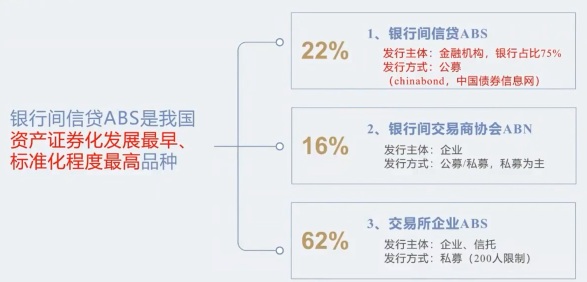 银行间信贷ABS是我国
资产证券化发展最早、
标准化程度最高品种
22%
1、银行间信贷ABS
发行主体：金融机构，银行占比75%
发行方式：公募
（chinabond，中国债券信息网）
16%
2、银行间交易商协会ABN
发行主体：企业
发行方式：公募/私募，私募为主
62%
3、交易所企业ABS
发行主体：企业、信托
发行方式：私募（200人限制）